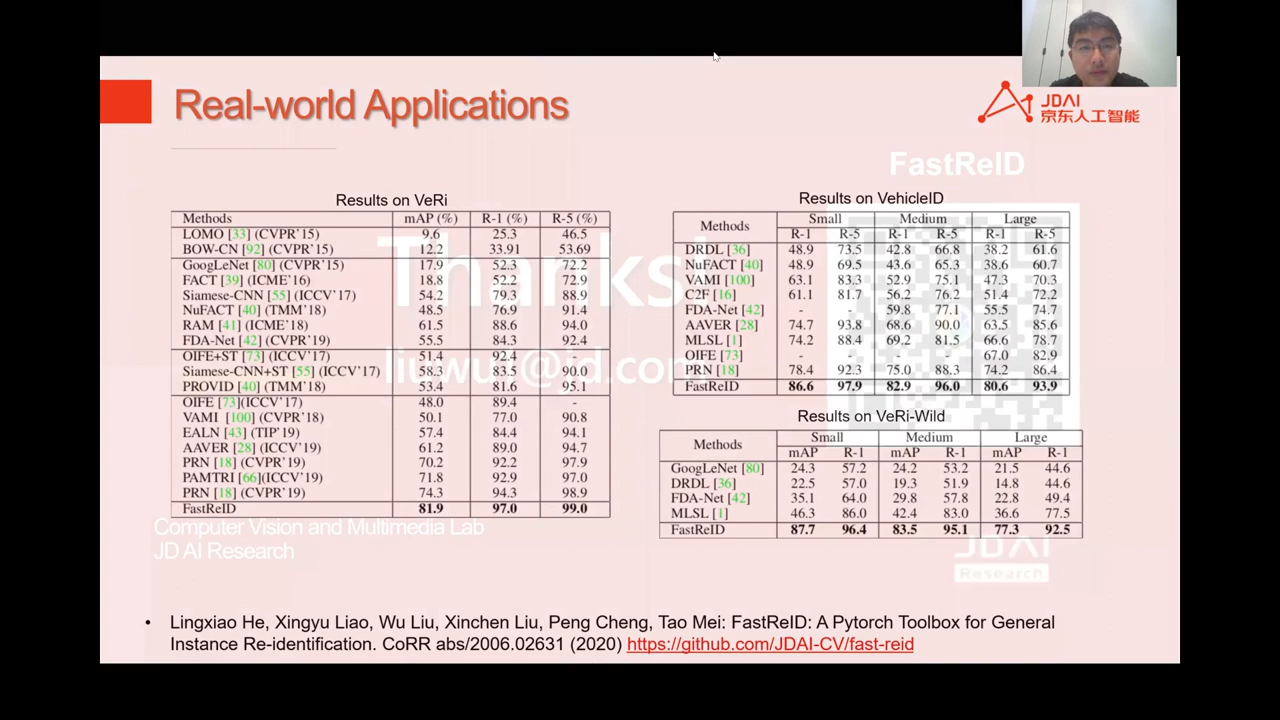 Real-world Applications
JDAI
京东人工智能
FastReID
Thanks!
Results on VeRi
Methods mAP (%) R-1 (%) R-5 (%)
LOMO [33] (CVPR'15) 9.6 25.3 46.5
BOW-CN [92] (CVPR'15) 12.2 33.91 53.69
GoogLeNet [80] (CVPR'15) 17.9 52.3 72.2
FACT [39] (ICME'16) 18.8 52.2 72.9
Siamese-CNN [55] (ICCV'17) 54.2 79.3 88.9
NuFACT [40] (TMM'18) 48.5 76.9 91.4
RAM [41] (ICME'18) 61.5 88.6 94.0
FDA-Net [42] (CVPR'19) 55.5 84.3 92.4
OIFE+ST [73] (ICCV'17) 51.4 92.4 -
Siamese-CNN+ST [55] (ICCV'17) 58.3 83.5 90.0
PROVID [40] (TMM'18) 53.4 81.6 95.1
OIFE [73](ICCV'17) 48.0 89.4 -
VAMI [100] (CVPR'18) 50.1 77.0 90.8
EALN [43] (TIP'19) 57.4 84.4 94.1
AAVER [28] (ICCV'19) 61.2 89.0 94.7
PRN [18] (CVPR'19) 70.2 92.2 97.9
PAMTRI [66](ICCV'19) 71.8 92.9 97.0
PRN [18] (CVPR'19) 74.3 94.3 98.9
FastReID 81.9 97.0 99.0
Results on VehicleID
Methods Small Medium Large
R-1 R-5 R-1 R-5 R-1 R-5
DRDL [36] 48.9 73.5 42.8 66.8 38.2 61.6
NuFACT [40] 48.9 69.5 43.6 65.3 38.6 60.7
VAMI [100] 63.1 83.3 52.9 75.1 47.3 70.3
C2F [16] 61.1 81.7 56.2 76.2 51.4 72.2
FDA-Net [42] - - 59.8 77.1 55.5 74.7
AAVER [28] 74.7 93.8 68.6 90.0 63.5 85.6
MLSL [1] 74.2 88.4 69.2 81.5 66.6 78.7
OIFE [73] - - - - 67.0 82.9
PRN [18] 78.4 92.3 75.0 88.3 74.2 86.4
FastReID 86.6 97.9 82.9 96.0 80.6 93.9
Results on VeRi-Wild
Methods Small Medium Large
mAP R-1 mAP R-1 mAP R-1
GoogLeNet [80] 24.3 57.2 24.2 53.2 21.5 44.6
DRDL [36] 22.5 57.0 19.3 51.9 14.8 44.6
FDA-Net [42] 35.1 64.0 29.8 57.8 22.8 49.4
MLSL [1] 46.3 86.0 42.4 83.0 36.6 77.5
FastReID 87.7 96.4 83.5 95.1 77.3 92.5
Computer Vision and Multimedia Lab
JD AI Research
JDAI
Research
• Lingxiao He, Xingyu Liao, Wu Liu, Xinchen Liu, Peng Cheng, Tao Mei: FastReID: A Pytorch Toolbox for General
Instance Re-identification. CoRR abs/2006.02631 (2020) https://github.com/JDAI-CV/fast-reid